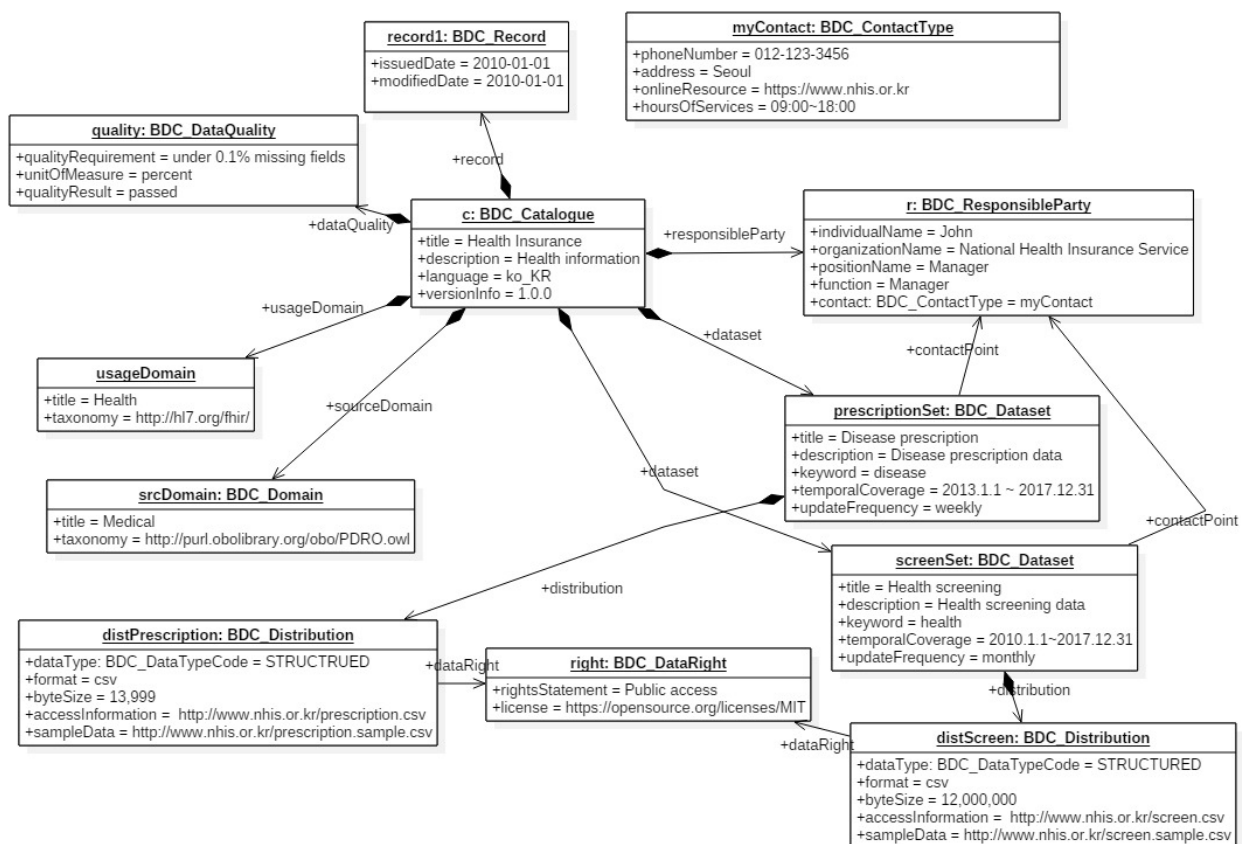 record1: BDC_Record
+issuedDate = 2010-01-01
+modifiedDate = 2010-01-01
myContact: BDC_ContactType
+phoneNumber = 012-123-3456
+address = Seoul
+onlineResource = https://www.nhis.or.kr
+hoursOfServices = 09:00~18:00
quality: BDC_DataQuality
+qualityRequirement = under 0.1% missing fields
+unitOfMeasure = percent
+qualityResult = passed
+record
+dataQuality
c: BDC_Catalogue
+title = Health Insurance
+description = Health information
+language = ko_KR
+versionInfo = 1.0.0
+responsibleParty
r: BDC_ResponsibleParty
+individualName = John
+organizationName = National Health Insurance Service
+positionName = Manager
+function = Manager
+contact: BDC_ContactType = myContact
+usageDomain
+dataset
+contactPoint
usageDomain
+title = Health
+taxonomy = http://hl7.org/fhir/
+sourceDomain
prescriptionSet: BDC_Dataset
+title = Disease prescription
+description = Disease prescription data
+keyword = disease
+temporalCoverage = 2013.1.1 ~ 2017.12.31
+updateFrequency = weekly
+dataset
srcDomain: BDC_Domain
+title = Medical
+taxonomy = http://purl.obolibrary.org/obo/PDRO.owl
+contactPoint
screenSet: BDC_Dataset
+title = Health screening
+description = Health screening data
+keyword = health
+temporalCoverage = 2010.1.1~2017.12.31
+updateFrequency = monthly
+distribution
distPrescription: BDC_Distribution
+dataType: BDC_DataTypeCode = STRUCTRUED
+format = csv
+byteSize = 13,999
+accessInformation = http://www.nhis.or.kr/prescription.csv
+sampleData = http://www.nhis.or.kr/prescription.sample.csv
+dataRight
right: BDC_DataRight
+rightsStatement = Public access
+license = https://opensource.org/licenses/MIT
+distribution
+dataRight
distScreen: BDC_Distribution
+dataType: BDC_DataTypeCode = STRUCTURED
+format = csv
+byteSize = 12,000,000
+accessInformation = http://www.nhis.or.kr/screen.csv
+sampleData = http://www.nhis.or.kr/screen.sample.csv